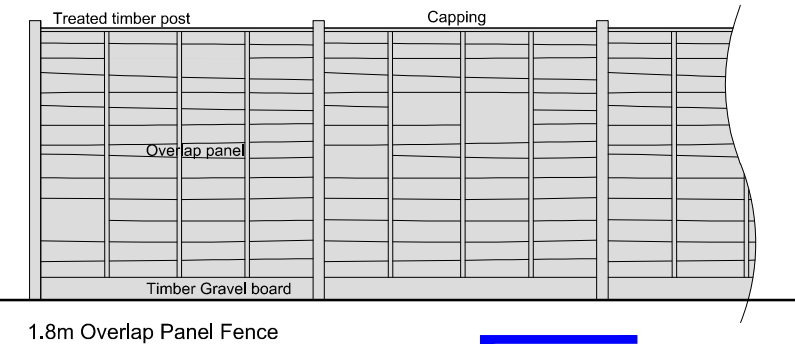 Treated timber post
Capping
Overlap panel
Timber Gravel board
1.8m Overlap Panel Fence